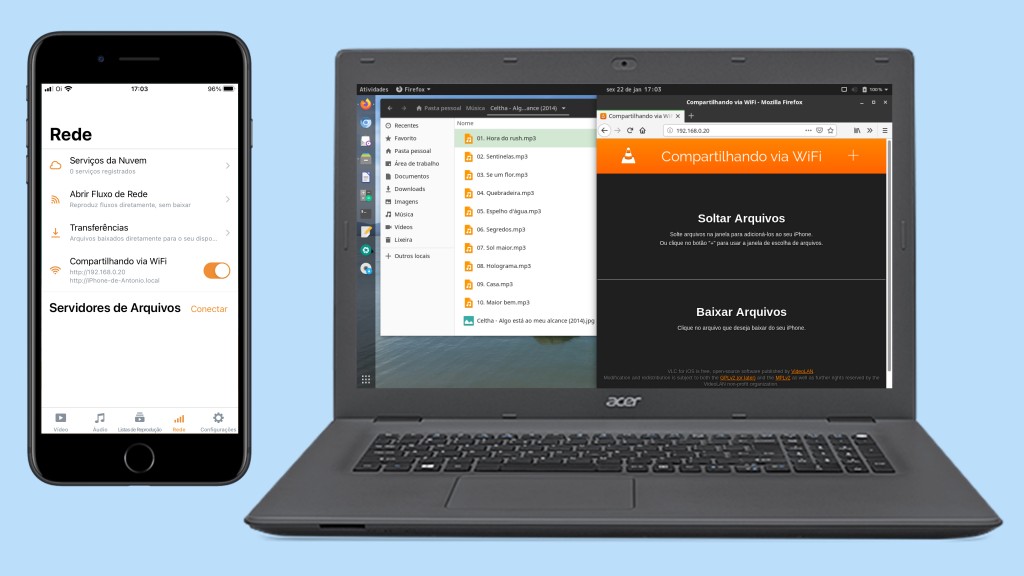 Oi
17:03
96%
Rede
Serviços da Nuvem
0 serviços registrados
Abrir Fluxo de Rede
Reproduz fluxos diretamente, sem baixar
Transferências
Arquivos baixados diretamente para o seu dispo...
Compartilhando via WiFi
http://192.168.0.20
http://iPhone-de-Antonio.local
Servidores de Arquivos
Conectar
Vídeo
Áudio
Listas de Reprodução
Rede
Configurações
Atividades
Firefox
sex 22 de jan 17:03
100%
Pasta pessoal
Música
Celtha - Alg...ance (2014)
Recentes
Favorito
Pasta pessoal
Área de trabalho
Documentos
Downloads
Imagens
Música
Vídeos
Lixeira
Outros locais
Nome
01. Hora do rush.mp3
02. Sentinelas.mp3
03. Se um flor.mp3
04. Quebradeira.mp3
05. Espelho d'água.mp3
06. Segredos.mp3
07. Sol maior.mp3
08. Holograma.mp3
09. Casa.mp3
10. Maior bem.mp3
Celtha - Algo está ao meu alcance (2014).jpg
Compartilhando via WiFi - Mozilla Firefox
Compartilhando via WiF
192.168.0.20
Compartilhando via WiFi
Soltar Arquivos
Solte arquivos na janela para adicioná-los ao seu iPhone.
Ou clique no botão "+" para usar a janela de escolha de arquivos.
Baixar Arquivos
Clique no arquivo que deseja baixar do seu iPhone.
VLC for iOS is free, open-source software published by VideoLAN.
Modification and redistribution is subject to both the GPLv2 (or later) and the MPLv2 as well as further rights reserved by the
VideoLAN non-profit organization.
acer